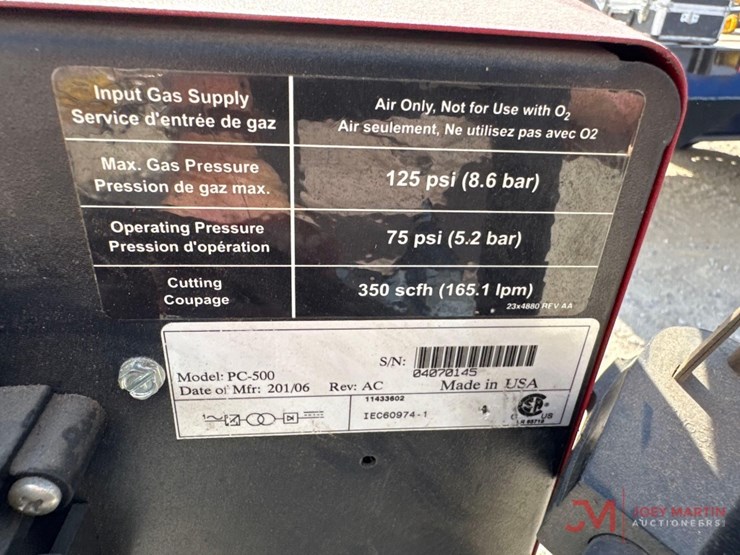 Input Gas Supply
Service d'entrée de gaz
Air Only, Not for Use with O2
Air seulement, Ne utilisez pas avec O2
Max. Gas Pressure
Pression de gaz max.
125 psi (8.6 bar)
Operating Pressure
Pression d'opération
75 psi (5.2 bar)
Cutting
Coupage
350 scfh (165.1 lpm)
23x4880 REV AA
S/N:
04070145
Model: PC-500
Date of Mfr: 201/06 Rev: AC Made in USA
11433602
IEC60974-1
C US
JM JOEY MARTIN
AUCTIONEERS